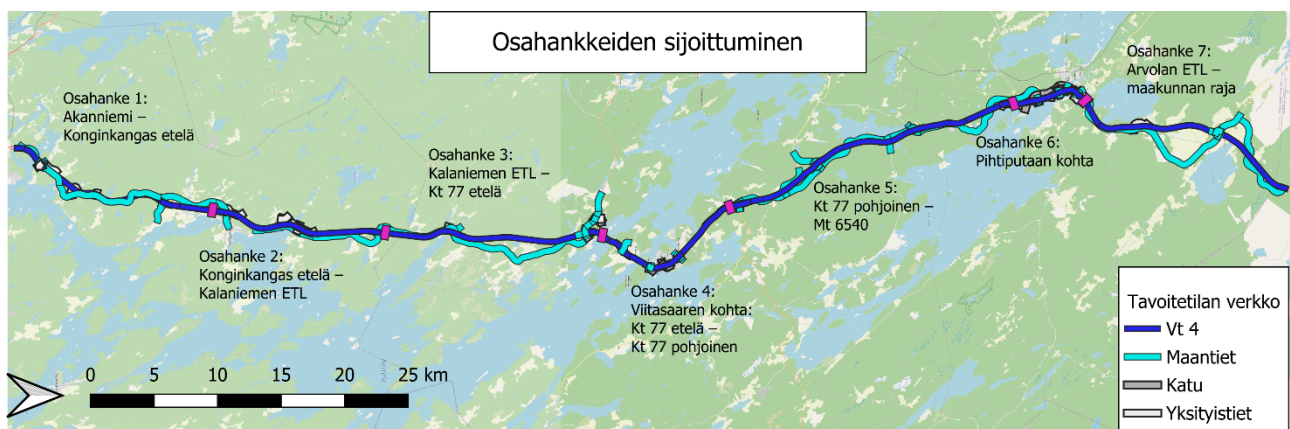 Osahankkeiden sijoittuminen
Osahanke 1:
Akanniemi –
Konginkangas etelä
Osahanke 2:
Konginkangas etelä –
Kalaniemen ETL
Osahanke 3:
Kalaniemen ETL –
Kt 77 etelä
Osahanke 4:
Viitasaaren kohta:
Kt 77 etelä –
Kt 77 pohjoinen
Osahanke 5:
Kt 77 pohjoinen –
Mt 6540
Osahanke 6:
Pihtiputaan kohta
Osahanke 7:
Arvolan ETL –
maakunnan raja
0 5 10 15 20 25 km
Tavoitetilan verkko
Vt 4
Maantiet
Katu
Yksityistiet